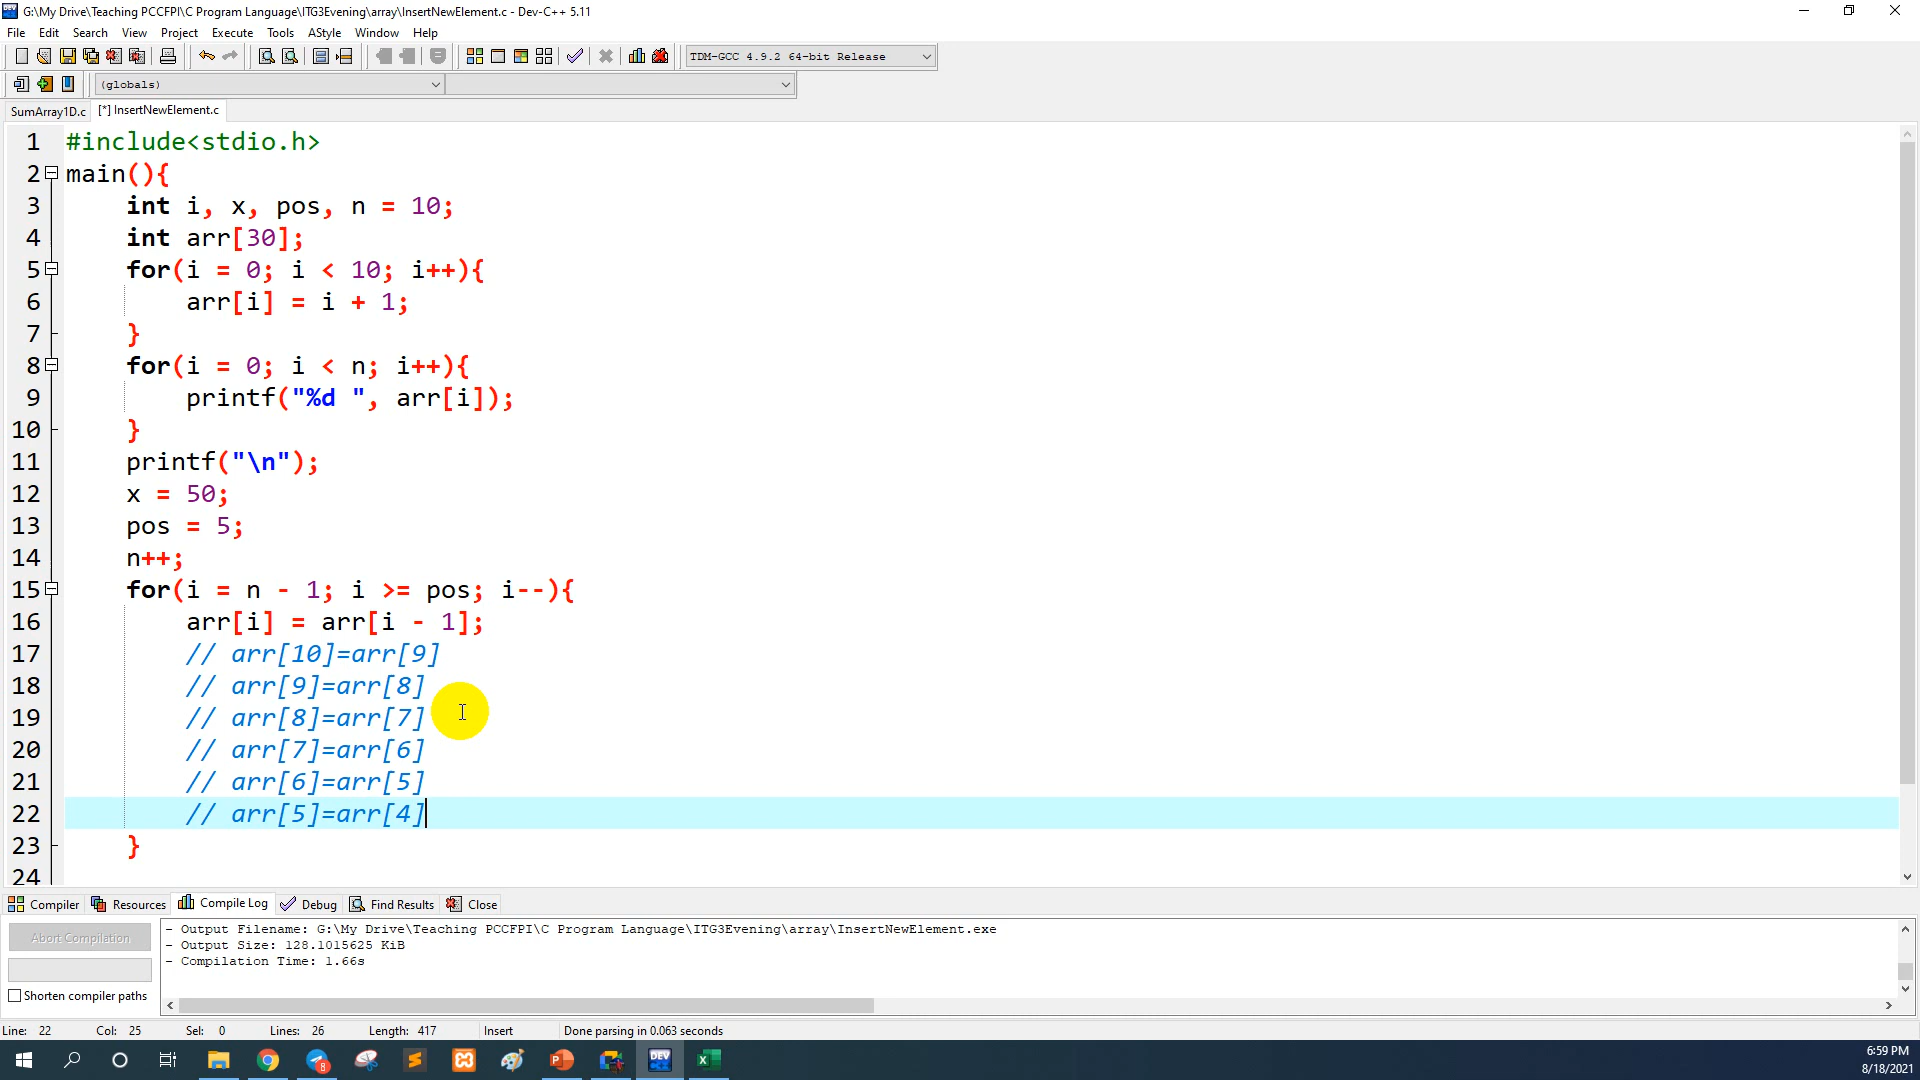 G:\My Drive\Teaching PCCFPI\C Program Language\ITG3Evening\array\InsertNewElement.c - Dev-C++ 5.11
File Edit Search View Project Execute Tools AStyle Window Help
TDM-GCC 4.9.2 64-bit Release
(globals)
SumArray1D.c [*] InsertNewElement.c
1 #include<stdio.h>
2 main(){
3 int i, x, pos, n = 10;
4 int arr[30];
5 for(i = 0; i < 10; i++){
6 arr[i] = i + 1;
7 }
8 for(i = 0; i < n; i++){
9 printf("%d ", arr[i]);
10 }
11 printf("\n");
12 x = 50;
13 pos = 5;
14 n++;
15 for(i = n - 1; i >= pos; i--){
16 arr[i] = arr[i - 1];
17 // arr[10]=arr[9]
18 // arr[9]=arr[8]
19 // arr[8]=arr[7]
20 // arr[7]=arr[6]
21 // arr[6]=arr[5]
22 // arr[5]=arr[4]
23 }
24
Compiler Resources Compile Log Debug Find Results Close
Abort Compilation
- Output Filename: G:\My Drive\Teaching PCCFPI\C Program Language\ITG3Evening\array\InsertNewElement.exe
- Output Size: 128.1015625 KiB
- Compilation Time: 1.66s
Shorten compiler paths
Line: 22 Col: 25 Sel: 0 Lines: 26 Length: 417 Insert Done parsing in 0.063 seconds
8
DEV
6:59 PM
8/18/2021